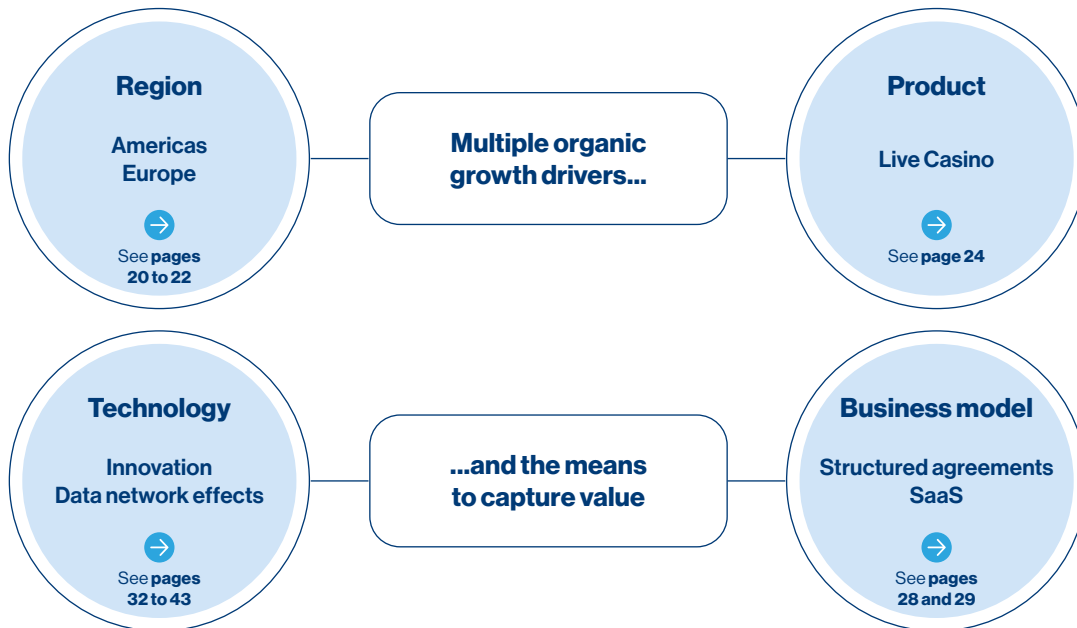 Region
Americas
Europe
See pages
20 to 22
Multiple organic
growth drivers...
Product
Live Casino
See page 24
Technology
Innovation
Data network effects
See pages
32 to 43
...and the means
to capture value
Business model
Structured agreements
SaaS
See pages
28 and 29